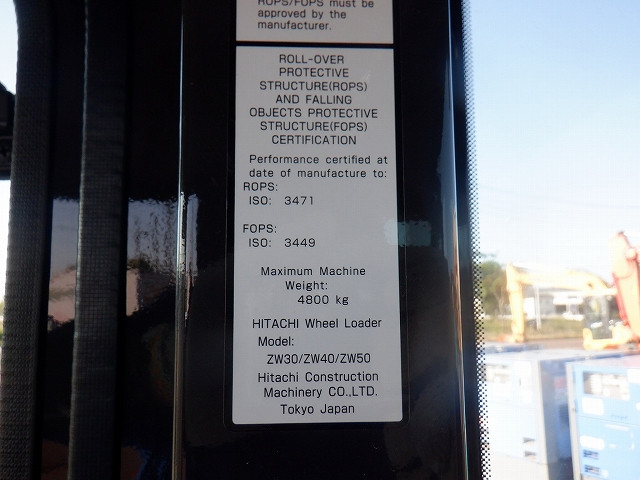 ROPS/FOPS must be
approved by the
manufacturer.
ROLL-OVER
PROTECTIVE
STRUCTURE(ROPS)
AND FALLING
OBJECTS PROTECTIVE
STRUCTURE(FOPS)
CERTIFICATION
Performance certified at
date of manufacture to:
ROPS:
ISO: 3471
FOPS:
ISO: 3449
Maximum Machine
Weight:
4800 kg
HITACHI Wheel Loader
Model:
ZW30/ZW40/ZW50
Hitachi Construction
Machinery CO.,LTD.
Tokyo Japan